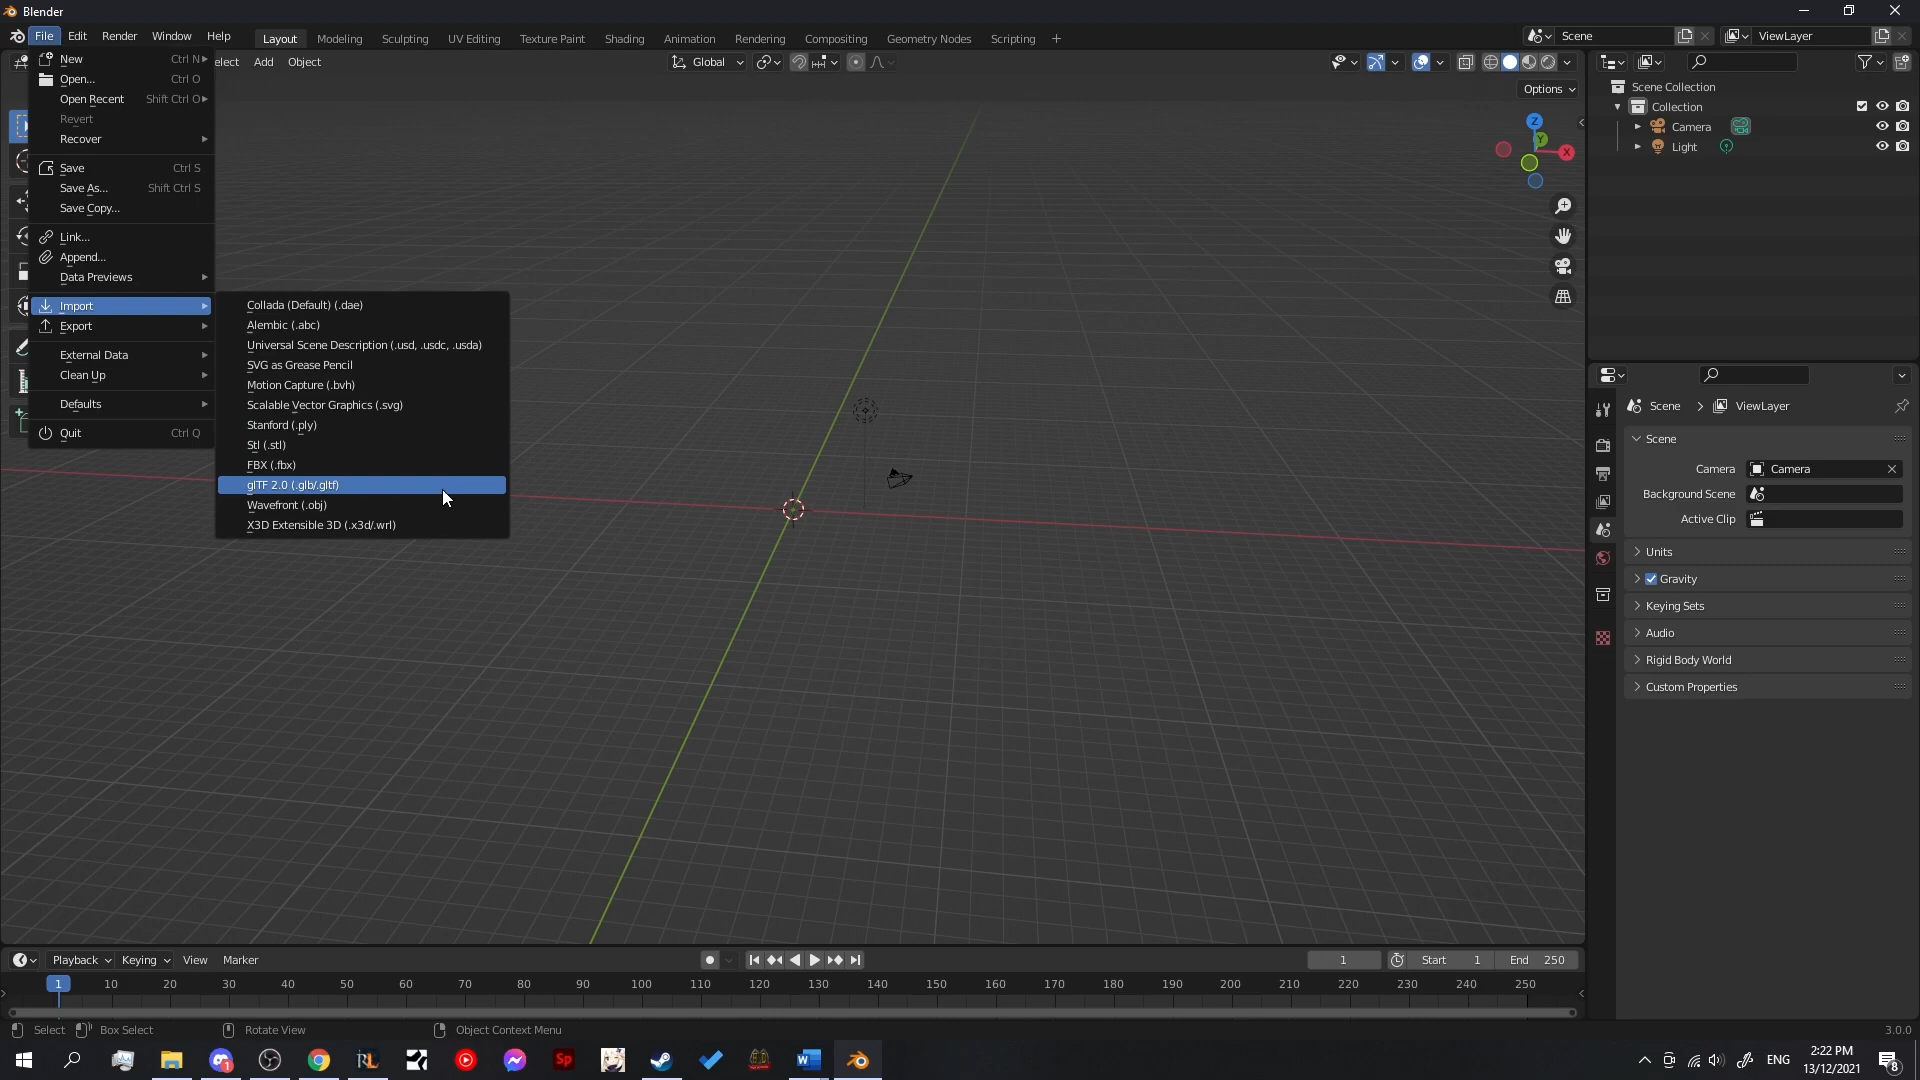 Blender
File Edit Render Window Help Layout Modeling Sculpting UV Editing Texture Paint Shading Animation Rendering Compositing Geometry Nodes Scripting + Scene ViewLayer
elect Add Object Global
Options
New Ctrl N
Open... Ctrl O
Open Recent Shift Ctrl O
Revert
Recover
Save Ctrl S
Save As... Shift Ctrl S
Save Copy...
Link...
Append...
Data Previews
Import
Export
External Data
Clean Up
Defaults
Quit Ctrl Q
Collada (Default) (.dae)
Alembic (.abc)
Universal Scene Description (.usd, .usdc, .usda)
SVG as Grease Pencil
Motion Capture (.bvh)
Scalable Vector Graphics (.svg)
Stanford (.ply)
Stl (.stl)
FBX (.fbx)
glTF 2.0 (.glb/.gltf)
Wavefront (.obj)
X3D Extensible 3D (.x3d/.wrl)
Z
Y
X
Scene Collection
Collection
Camera
Light
Scene > ViewLayer
Scene
Camera Camera
Background Scene
Active Clip
Units
Gravity
Keying Sets
Audio
Rigid Body World
Custom Properties
Playback Keying View Marker 1 Start 1 End 250
1 10 20 30 40 50 60 70 80 90 100 110 120 130 140 150 160 170 180 190 200 210 220 230 240 250
Select Box Select Rotate View Object Context Menu 3.0.0
1 RL Sp W ENG 2:22 PM
13/12/2021 8